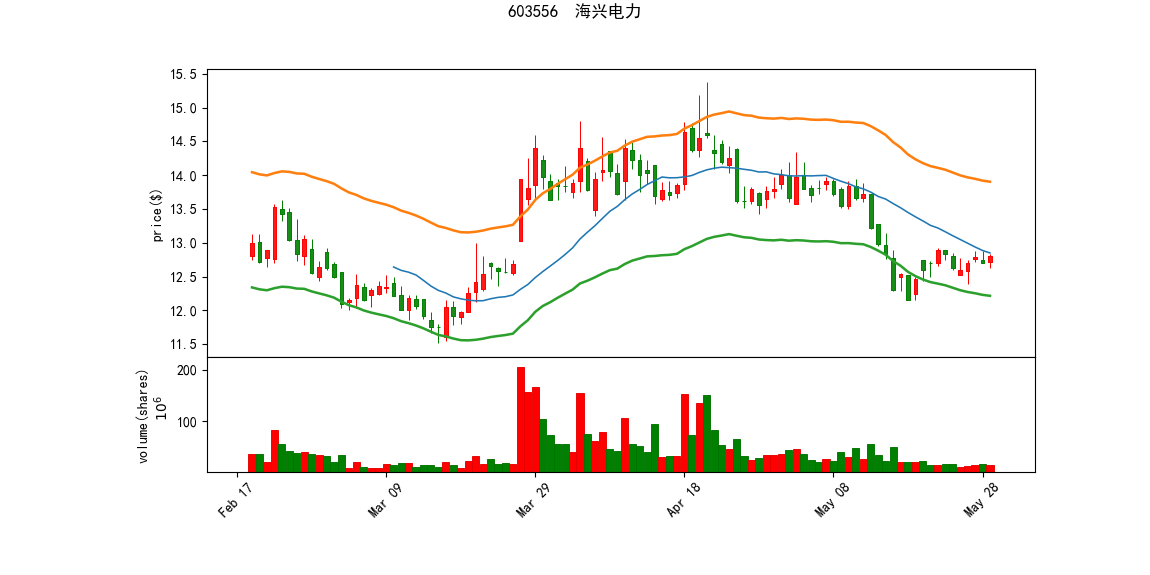 603556 海兴电力
price($)
15.5
15.0
14.5
14.0
13.5
13.0
12.5
12.0
11.5
volume(shares)
10^6
200
100
Feb 17
Mar 09
Mar 29
Apr 18
May 08
May 28